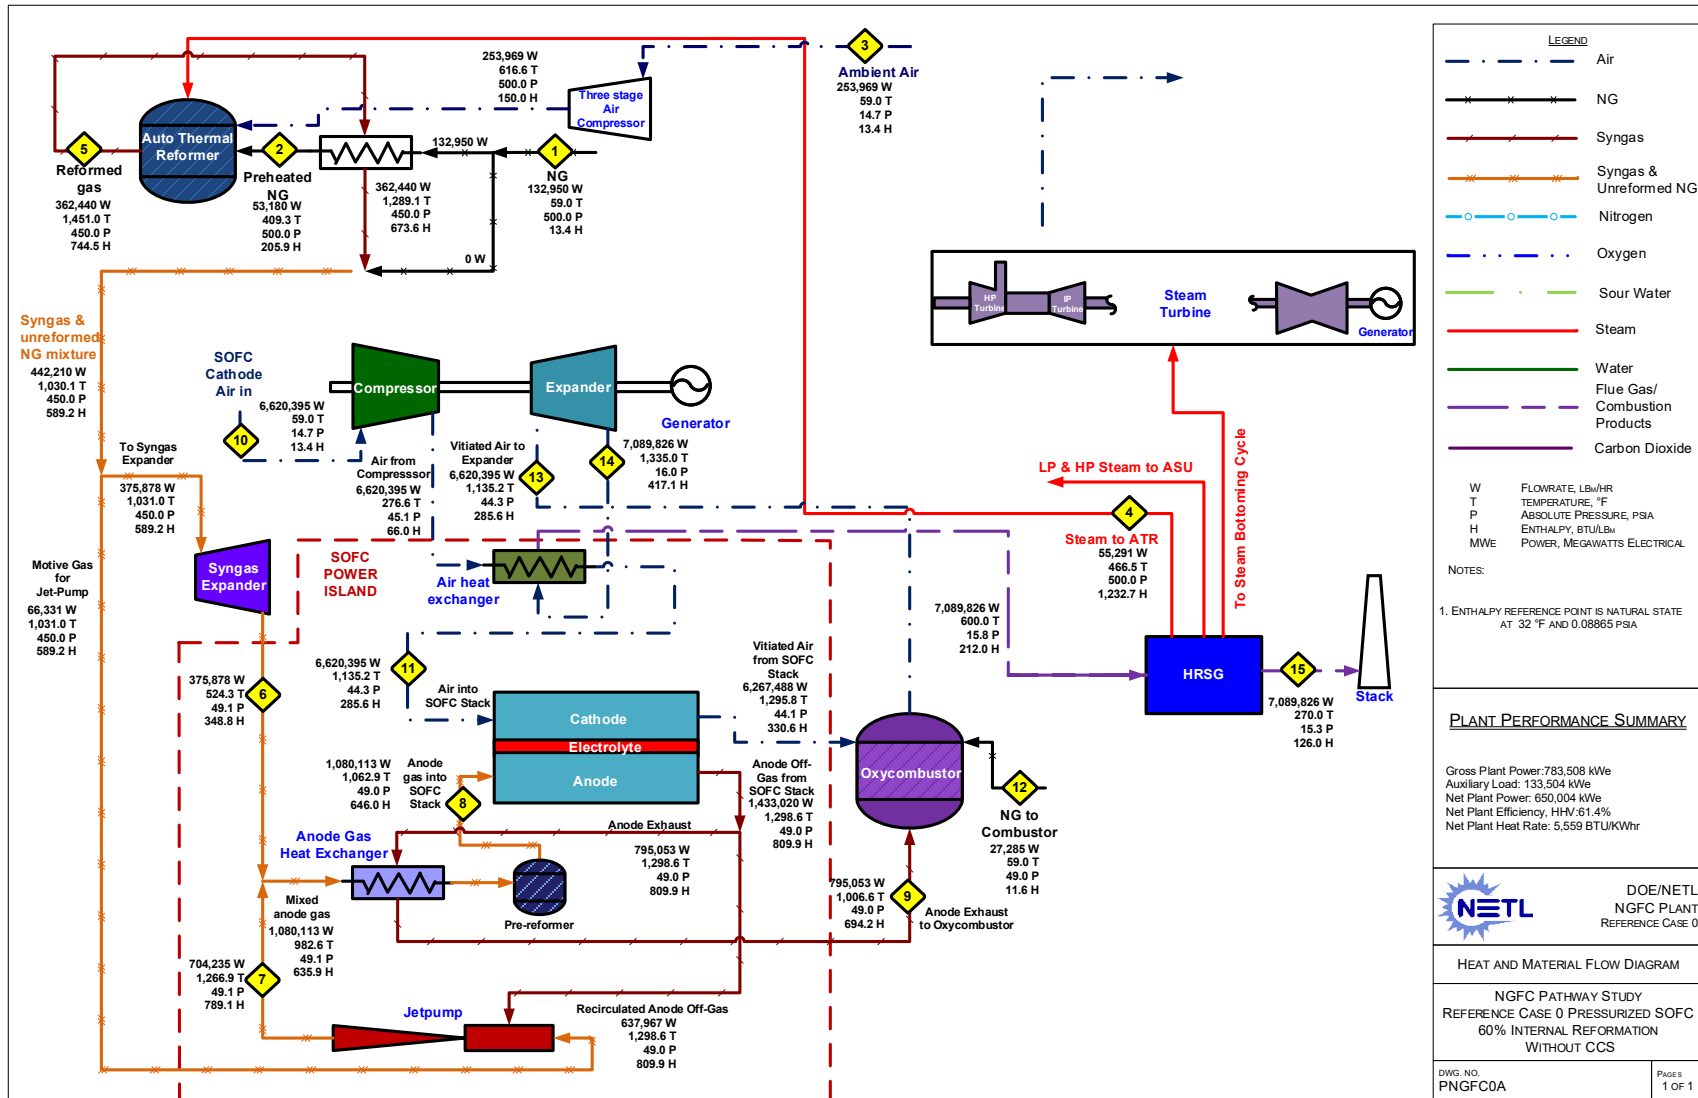 3
Ambient Air
253,969 W
59.0 T
14.7 P
13.4 H
253,969 W
616.6 T
500.0 P
150.0 H
Three stage
Air
Compressor
Auto Thermal
Reformer
5
Reformed
gas
362,440 W
1,451.0 T
450.0 P
744.5 H
2
Preheated
NG
53,180 W
409.3 T
500.0 P
205.9 H
132,950 W
1
NG
132,950 W
59.0 T
500.0 P
13.4 H
362,440 W
1,289.1 T
450.0 P
673.6 H
0 W
Syngas &
unreformed
NG mixture
442,210 W
1,030.1 T
450.0 P
589.2 H
SOFC
Cathode
Air in
10
6,620,395 W
59.0 T
14.7 P
13.4 H
Compressor
Expander
Generator
Air from
Compresssor
6,620,395 W
276.6 T
45.1 P
66.0 H
Vitiated Air to
Expander
6,620,395 W
1,135.2 T
44.3 P
285.6 H
13
14
7,089,826 W
1,335.0 T
16.0 P
417.1 H
HP
Turbine
IP
Turbine
Steam
Turbine
Generator
To Steam Bottoming Cycle
LP & HP Steam to ASU
4
Steam to ATR
55,291 W
466.5 T
500.0 P
1,232.7 H
To Syngas
Expander
375,878 W
1,031.0 T
450.0 P
589.2 H
Syngas
Expander
SOFC
POWER
ISLAND
Air heat
exchanger
Motive Gas
for
Jet-Pump
66,331 W
1,031.0 T
450.0 P
589.2 H
7,089,826 W
600.0 T
15.8 P
212.0 H
HRSG
15
7,089,826 W
270.0 T
15.3 P
126.0 H
Stack
6,620,395 W
1,135.2 T
44.3 P
285.6 H
11
Air into
SOFC Stack
Cathode
Electrolyte
Anode
Vitiated Air
from SOFC
Stack
6,267,488 W
1,295.8 T
44.1 P
330.6 H
375,878 W
524.3 T
49.1 P
348.8 H
6
1,080,113 W
1,062.9 T
49.0 P
646.0 H
Anode
gas into
SOFC
Stack
8
Anode Off-
Gas from
SOFC Stack
1,433,020 W
1,298.6 T
49.0 P
809.9 H
Oxycombustor
12
NG to
Combustor
27,285 W
59.0 T
49.0 P
11.6 H
Anode Exhaust
795,053 W
1,298.6 T
49.0 P
809.9 H
Anode Gas
Heat Exchanger
Pre-reformer
795,053 W
1,006.6 T
49.0 P
694.2 H
9
Anode Exhaust
to Oxycombustor
Mixed
anode gas
1,080,113 W
982.6 T
49.1 P
635.9 H
704,235 W
1,266.9 T
49.1 P
789.1 H
7
Jetpump
Recirculated Anode Off-Gas
637,967 W
1,298.6 T
49.0 P
809.9 H
LEGEND
Air
NG
Syngas
Syngas &
Unreformed NG
Nitrogen
Oxygen
Sour Water
Steam
Water
Flue Gas/
Combustion
Products
Carbon Dioxide
W FLOWRATE, LBM/HR
T TEMPERATURE, °F
P ABSOLUTE PRESSURE, PSIA
H ENTHALPY, BTU/LBM
MWE POWER, MEGAWATTS ELECTRICAL
NOTES:
1. ENTHALPY REFERENCE POINT IS NATURAL STATE
AT 32 °F AND 0.08865 PSIA
PLANT PERFORMANCE SUMMARY
Gross Plant Power:783,508 kWe
Auxiliary Load: 133,504 kWe
Net Plant Power: 650,004 kWe
Net Plant Efficiency, HHV:61.4%
Net Plant Heat Rate: 5,559 BTU/KWhr
NETL
DOE/NETL
NGFC PLANT
REFERENCE CASE 0
HEAT AND MATERIAL FLOW DIAGRAM
NGFC PATHWAY STUDY
REFERENCE CASE 0 PRESSURIZED SOFC
60% INTERNAL REFORMATION
WITHOUT CCS
DWG. NO.
PNGFC0A
PAGES
1 OF 1